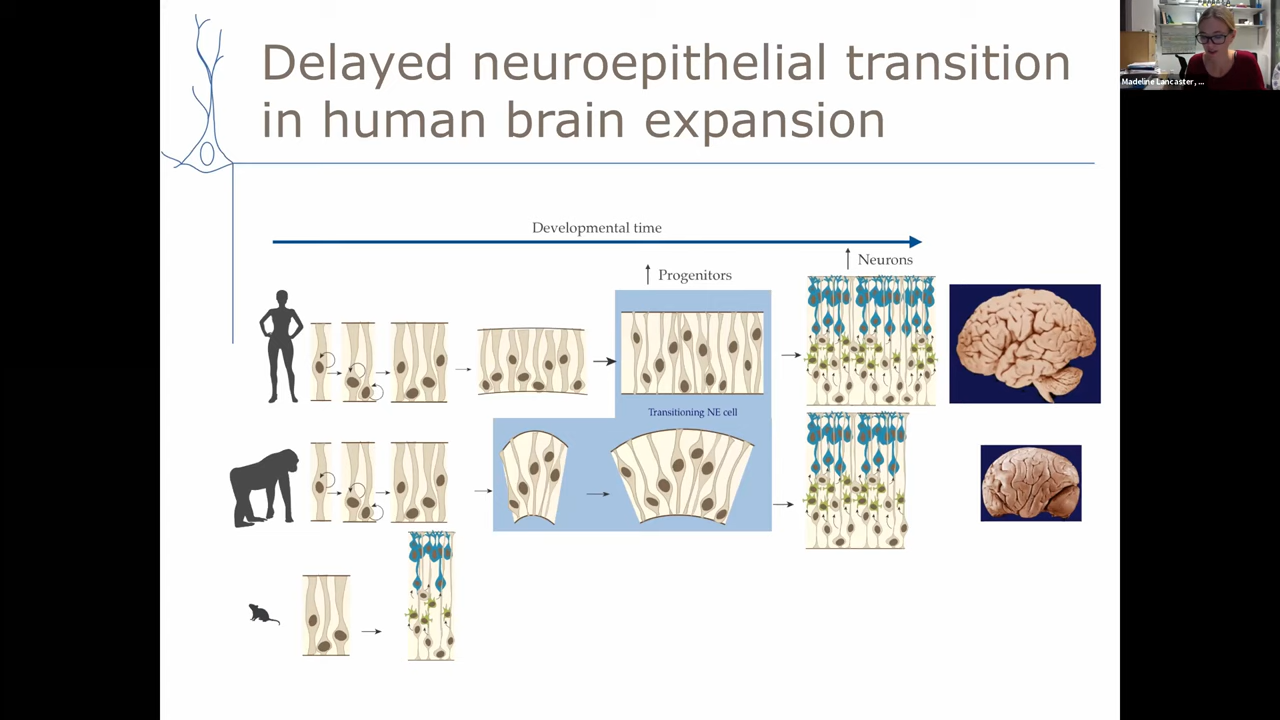 Delayed neuroepithelial transition
in human brain expansion
Madeline Lancaster, ...
Developmental time
↑ Neurons
↑ Progenitors
Transitioning NE cell